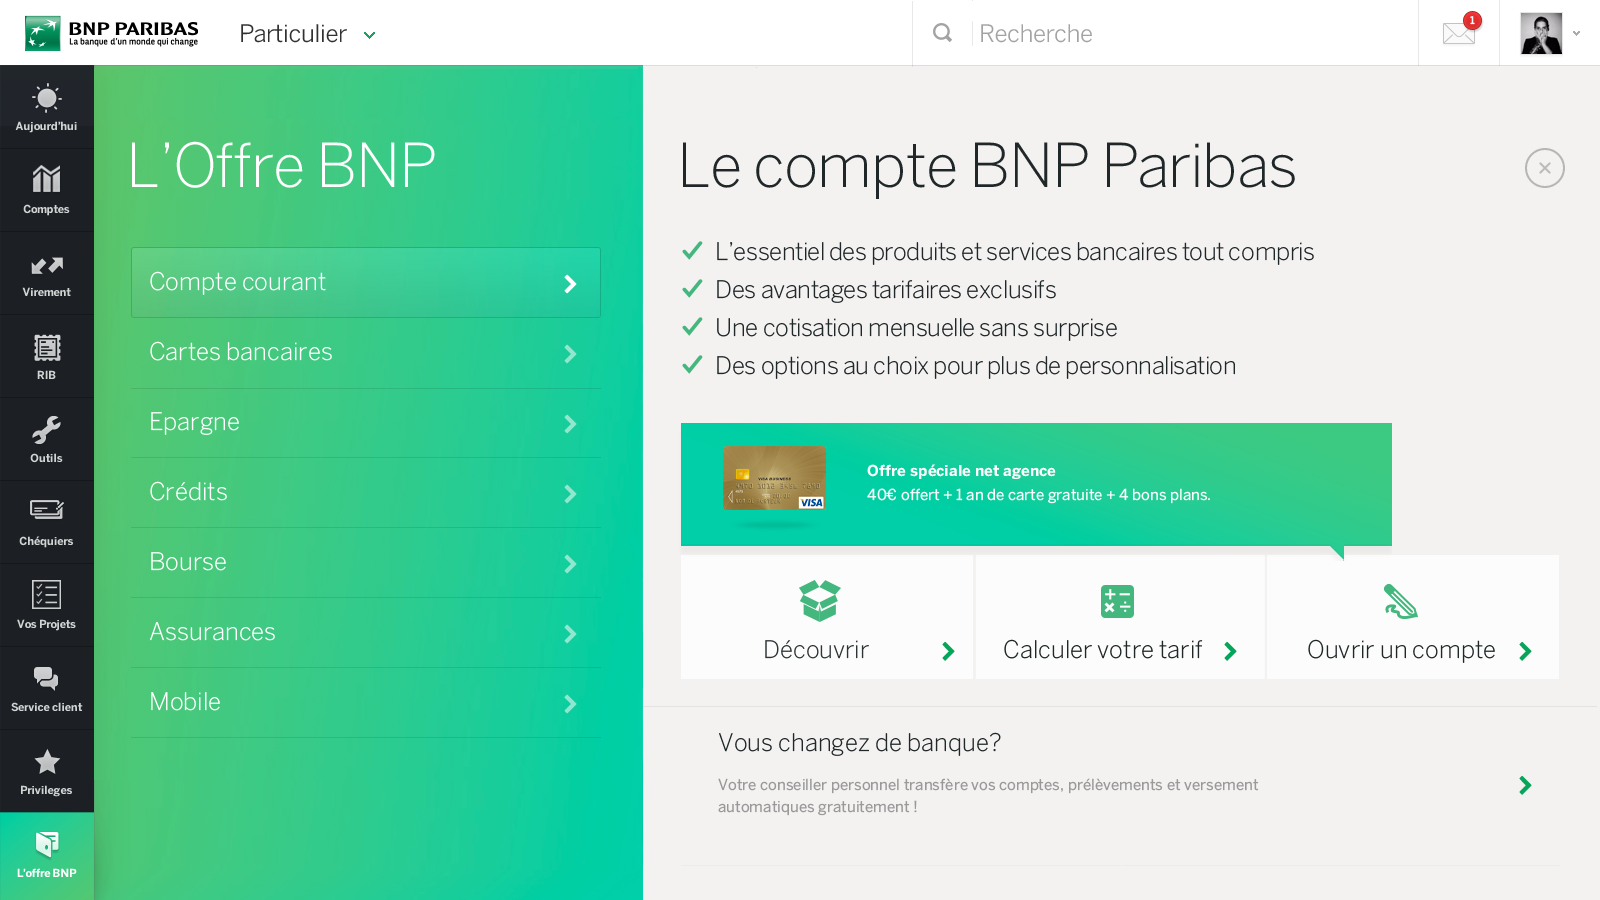 BNP PARIBAS
La banque d'un monde qui change
Particulier
Recherche
1
Aujourd'hui
Comptes
Virement
RIB
Outils
Chéquiers
Vos Projets
Service client
Privileges
L'offre BNP
L'Offre BNP
Compte courant
Cartes bancaires
Epargne
Crédits
Bourse
Assurances
Mobile
Le compte BNP Paribas
L'essentiel des produits et services bancaires tout compris
Des avantages tarifaires exclusifs
Une cotisation mensuelle sans surprise
Des options au choix pour plus de personnalisation
VISA BUSINESS
VISA
Offre spéciale net agence
40€ offert + 1 an de carte gratuite + 4 bons plans.
Découvrir
Calculer votre tarif
Ouvrir un compte
Vous changez de banque?
Votre conseiller personnel transfère vos comptes, prélèvements et versement
automatiques gratuitement !